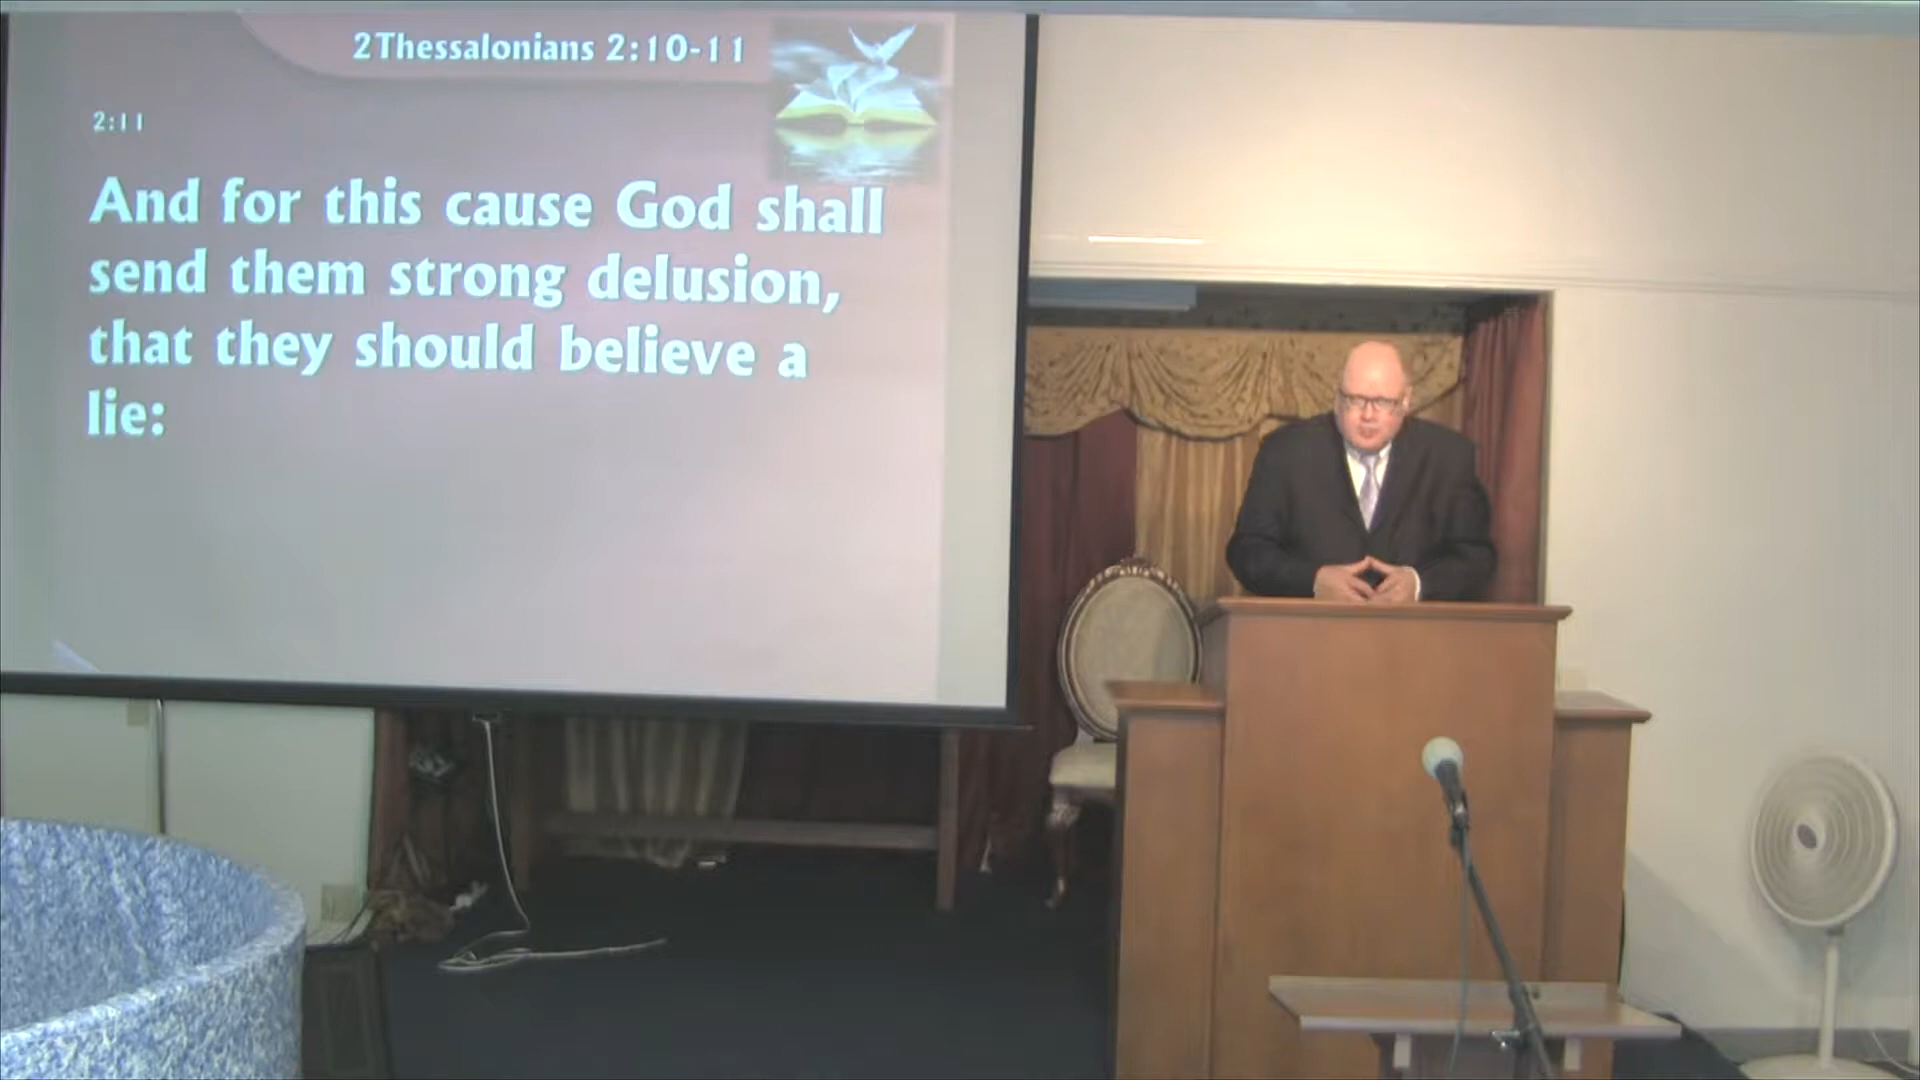 2Thessalonians 2:10-11
2:11
And for this cause God shall
send them strong delusion,
that they should believe a
lie: